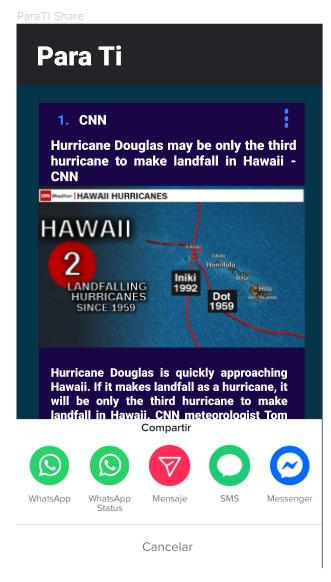 ParaTI Share
Para Ti
1. CNN
Hurricane Douglas may be only the third
hurricane to make landfall in Hawaii -
CNN
CNN Weather | HAWAII HURRICANES
HAWAII
2
LANDFALLING
HURRICANES
SINCE 1959
Honolulu
Iniki
1992
Dot
1959
Hilo
Hurricane Douglas is quickly approaching
Hawaii. If it makes landfall as a hurricane, it
will be only the third hurricane to make
landfall in Hawaii, CNN meteorologist Tom
Compartir
WhatsApp
WhatsApp
Status
Mensaje
SMS
Messenger
Cancelar